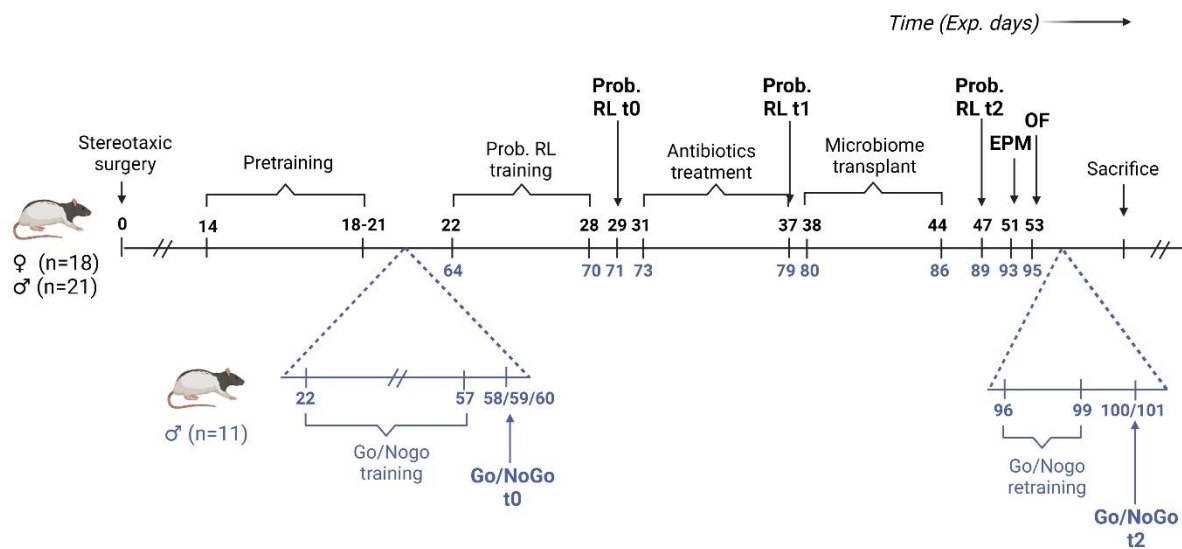 Time (Exp. days)
Prob.
RL t0
Prob.
RL t1
Prob.
RL t2
OF
EPM
Stereotaxic
surgery
Pretraining
Prob. RL
training
Antibiotics
treatment
Microbiome
transplant
Sacrifice
0 14 18-21 22 28 29 31 37 38 44 47 51 53
♀ (n=18)
♂ (n=21)
64 70 71 73 79 80 86 89 93 95
♂ (n=11)
22 57 58/59/60
Go/Nogo
training
Go/NoGo
t0
96 99 100/101
Go/Nogo
retraining
Go/NoGo
t2